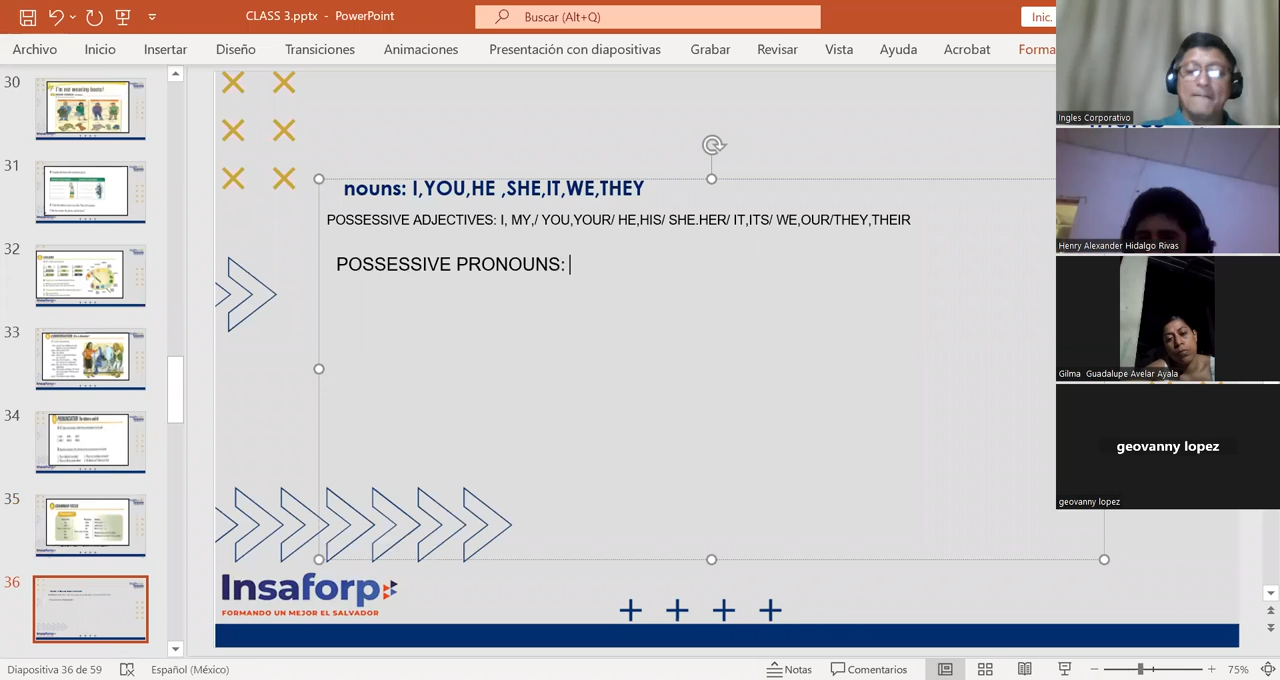 CLASS 3.pptx - PowerPoint
Buscar (Alt+Q)
Inic.
Archivo Inicio Insertar Diseño Transiciones Animaciones Presentación con diapositivas Grabar Revisar Vista Ayuda Acrobat Forma
30
I'm not wearing boots!
31
32
33
34
35
36
nouns: I,YOU,HE ,SHE,IT,WE,THEY
POSSESSIVE ADJECTIVES: I, MY,/ YOU,YOUR/ HE,HIS/ SHE.HER/ IT,ITS/ WE,OUR/THEY,THEIR
POSSESSIVE PRONOUNS:
Insaforp
FORMANDO UN MEJOR EL SALVADOR
Ingles Corporativo
Henry Alexander Hidalgo Rivas
Gilma Guadalupe Avelar Ayala
geovanny lopez
geovanny lopez
Diapositiva 36 de 59 Español (México) Notas Comentarios 75%